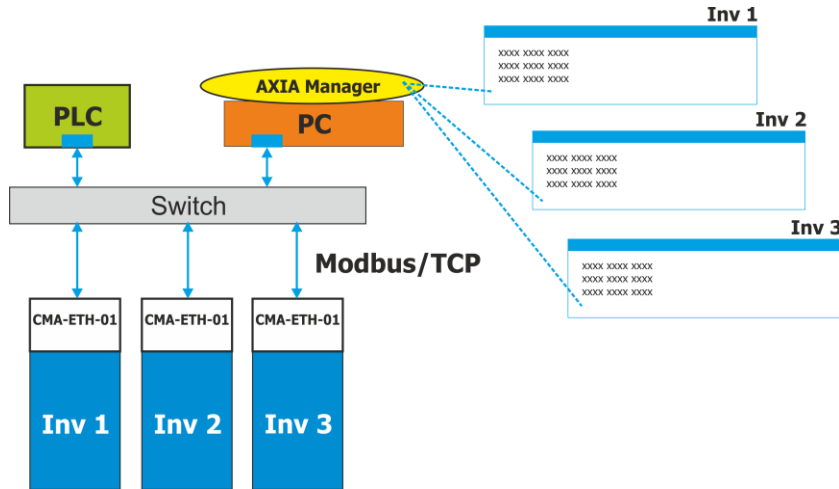 Inv 1
xxxx xxxx xxxx
xxxx xxxx xxxx
xxxx xxxx xxxx
AXIA Manager
PLC
PC
Inv 2
xxxx xxxx xxxx
xxxx xxxx xxxx
xxxx xxxx xxxx
Switch
Inv 3
xxxx xxxx xxxx
xxxx xxxx xxxx
xxxx xxxx xxxx
Modbus/TCP
CMA-ETH-01
CMA-ETH-01
CMA-ETH-01
Inv 1
Inv 2
Inv 3